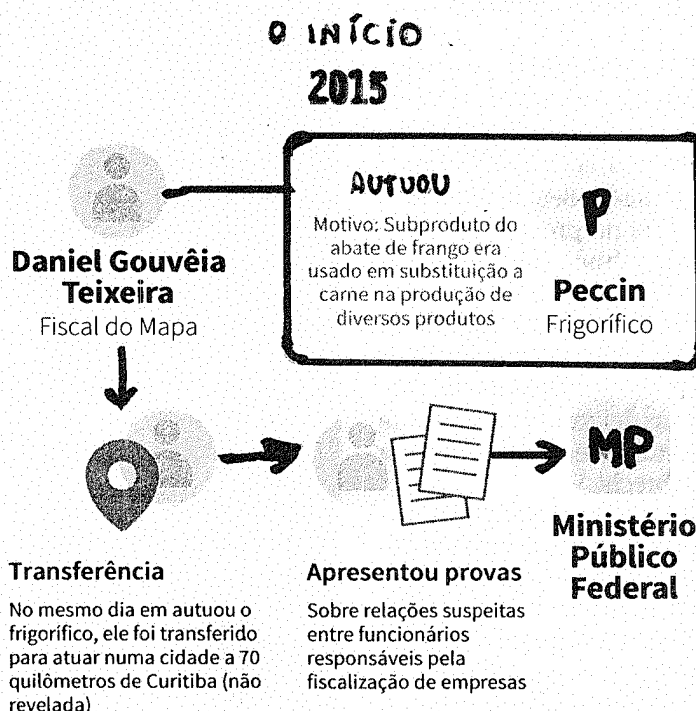 O INÍCIO
2015
AUTUOU
Motivo: Subproduto do
abate de frango era
usado em substituição a
carne na produção de
diversos produtos
P
Peccin
Frigorífico
Daniel Gouvêia
Teixeira
Fiscal do Mapa
Transferência
No mesmo dia em autuou o
frigorífico, ele foi transferido
para atuar numa cidade a 70
quilômetros de Curitiba (não
revelada)
Apresentou provas
Sobre relações suspeitas
entre funcionários
responsáveis pela
fiscalização de empresas
MP
Ministério
Público
Federal